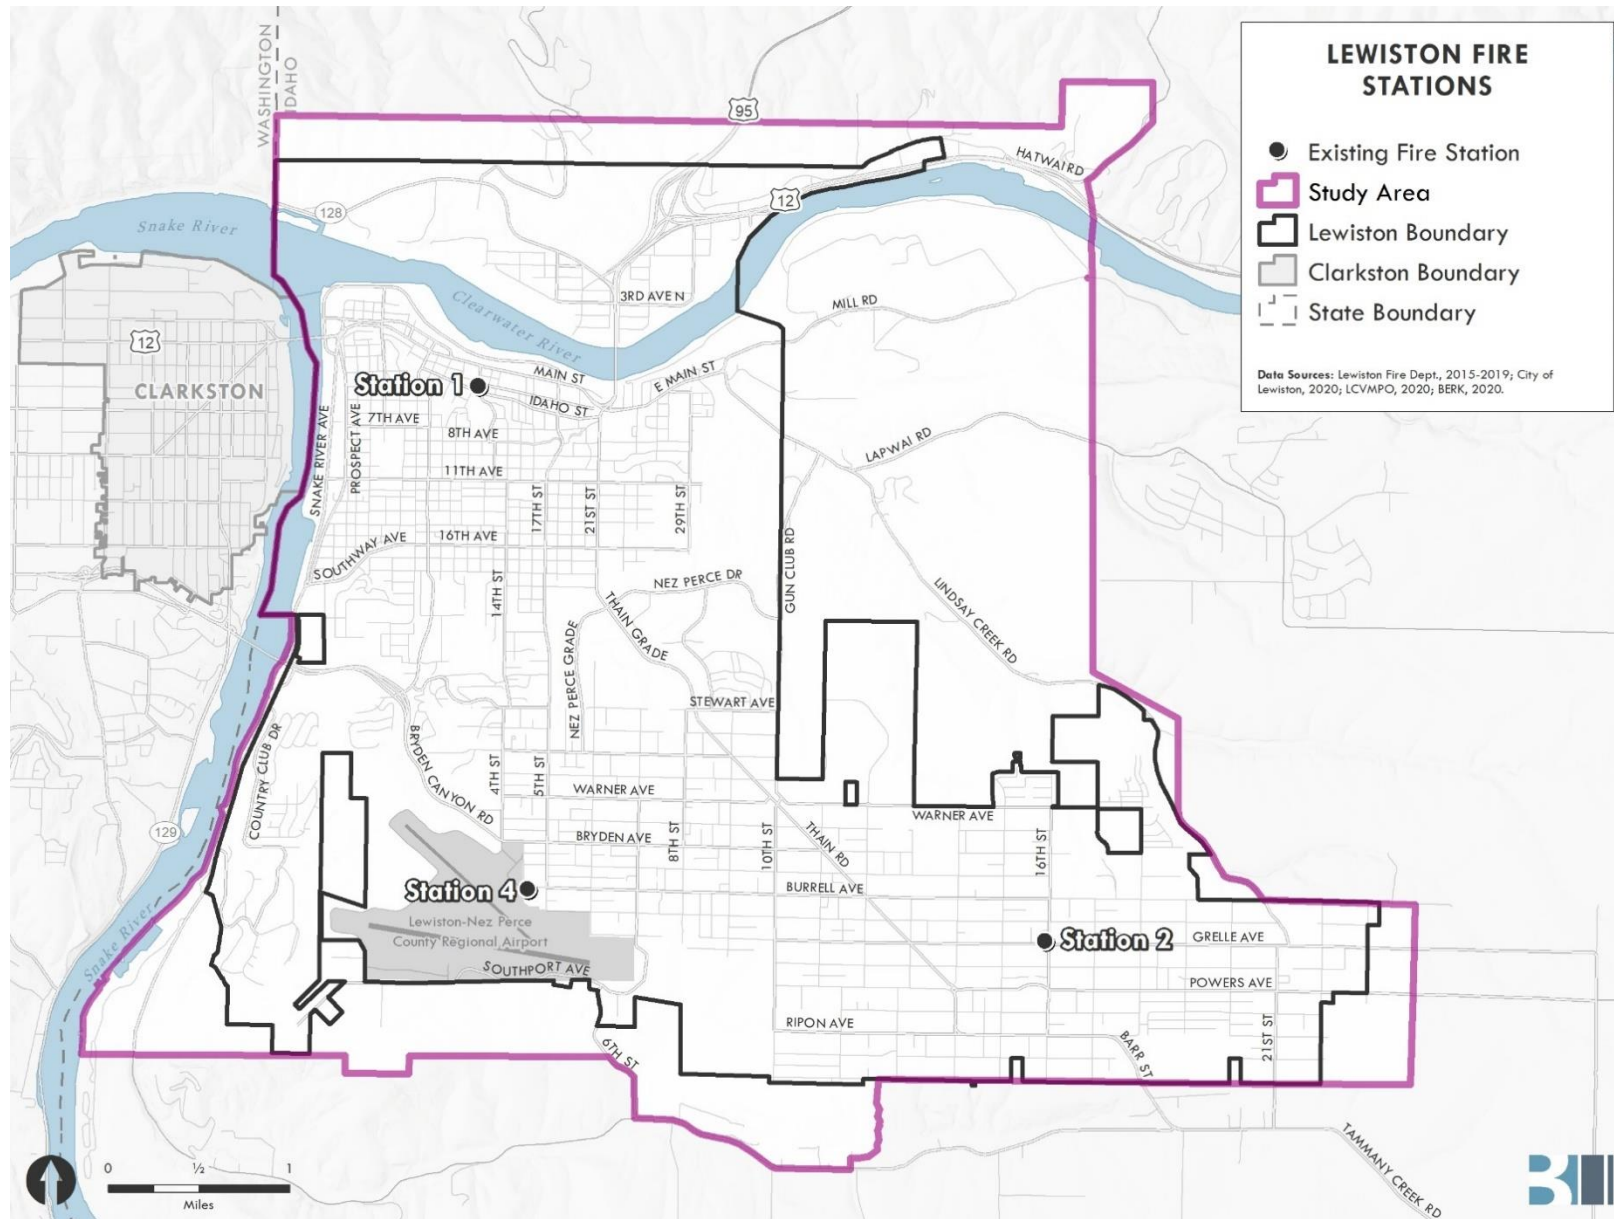 LEWISTON FIRE
STATIONS
Existing Fire Station
Study Area
Lewiston Boundary
Clarkston Boundary
State Boundary
Data Sources: Lewiston Fire Dept., 2015-2019; City of
Lewiston, 2020; LCVMPO, 2020; BERK, 2020.
WASHINGTON
IDAHO
95
HATWAI RD
12
128
Snake River
3RD AVE N
Clearwater River
MILL RD
12
CLARKSTON
MAIN ST
E MAIN ST
Station 1
IDAHO ST
7TH AVE
8TH AVE
SNAKE RIVER AVE
PROSPECT AVE
LAPWAI RD
11TH AVE
17TH ST
21ST ST
29TH ST
16TH AVE
SOUTHWAY AVE
GUN CLUB RD
NEZ PERCE DR
14TH ST
THAIN GRADE
LINDSAY CREEK RD
NEZ PERCE GRADE
STEWART AVE
COUNTRY CLUB DR
BRYDEN CANYON RD
4TH ST
5TH ST
WARNER AVE
WARNER AVE
129
BRYDEN AVE
8TH ST
10TH ST
THAIN RD
16TH ST
Station 4
BURRELL AVE
Lewiston-Nez Perce
County Regional Airport
Snake River
Station 2
GRELLE AVE
SOUTHPORT AVE
POWERS AVE
RIPON AVE
6TH ST
BARR ST
21ST ST
TAMMANY CREEK RD
0 ½ 1
Miles
B